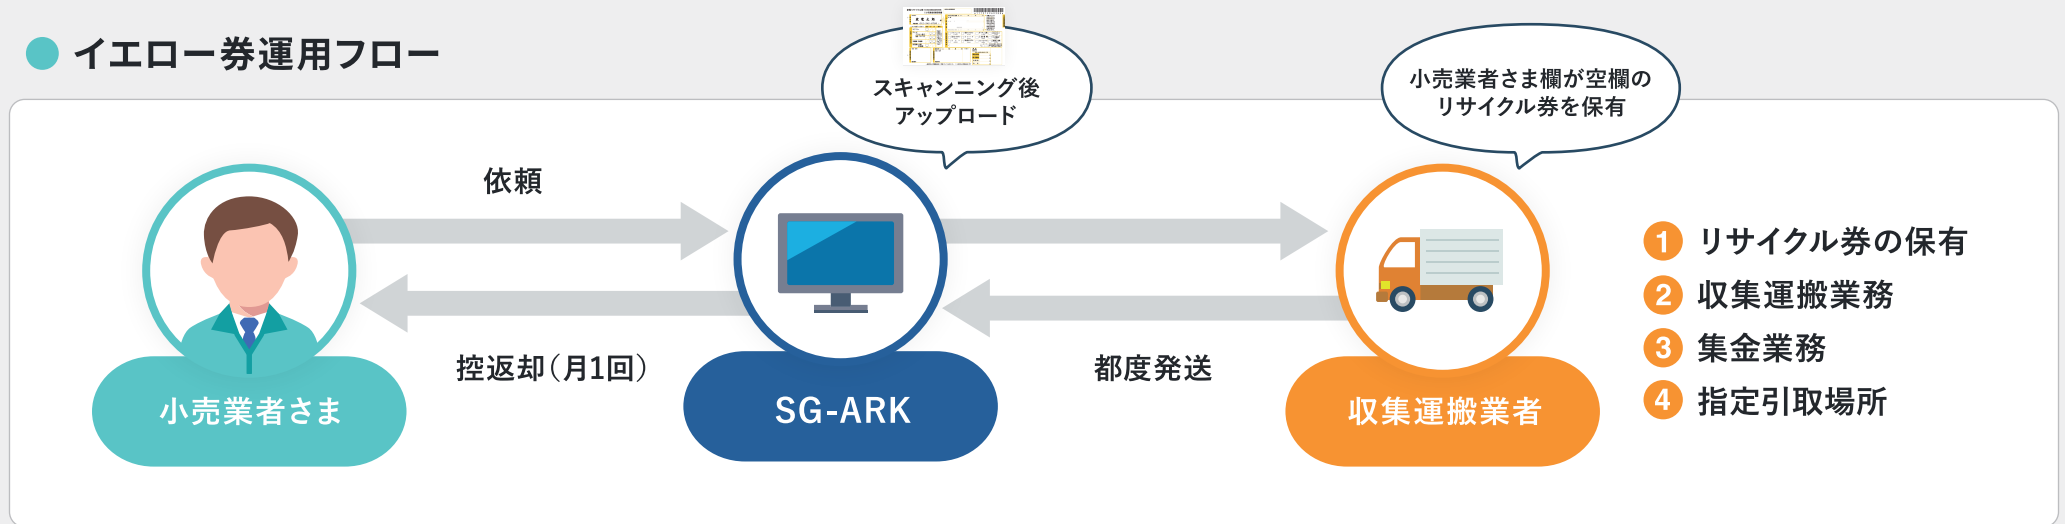 イエロー券運用フロー
スキャンニング後
アップロード
小売業者さま欄が空欄の
リサイクル券を保有
依頼
控返却（月1回）
都度発送
小売業者さま
SG-ARK
収集運搬業者
1 リサイクル券の保有
2 収集運搬業務
3 集金業務
4 指定引取場所